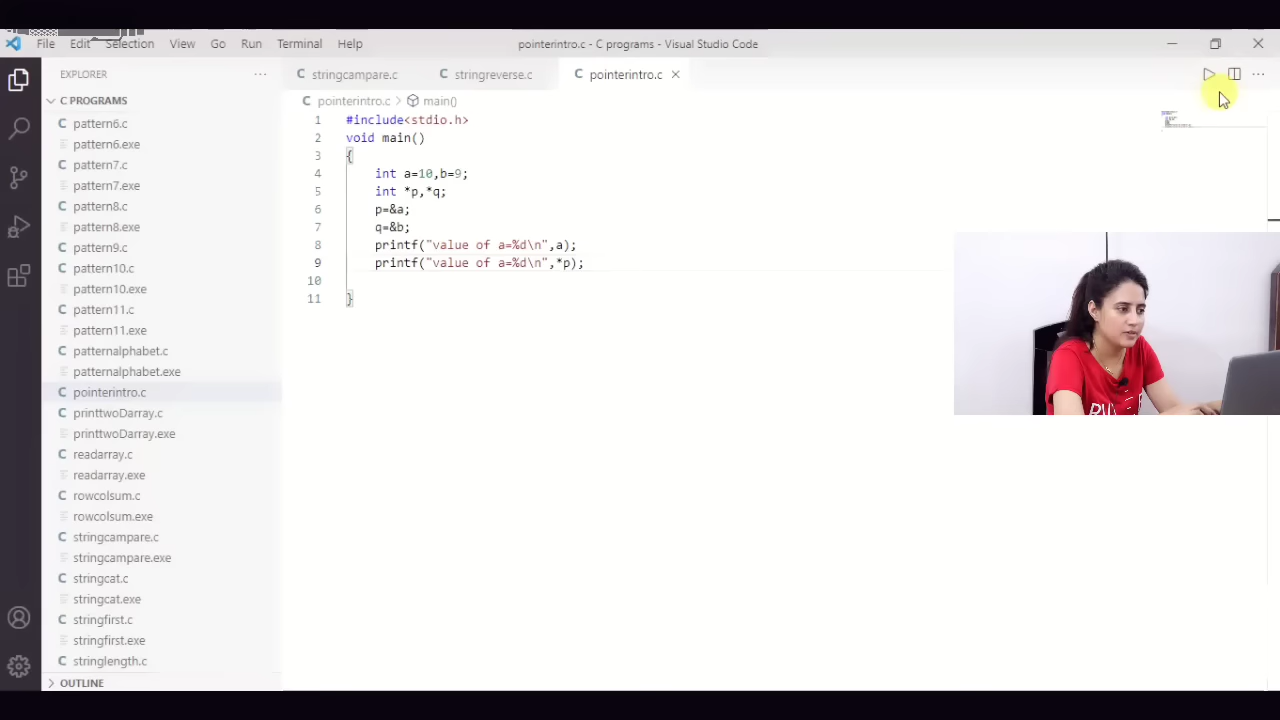 File Edit Selection View Go Run Terminal Help
pointerintro.c - C programs - Visual Studio Code
EXPLORER
stringcampare.c
stringreverse.c
pointerintro.c
C PROGRAMS
pointerintro.c > main()
pattern6.c
pattern6.exe
pattern7.c
pattern7.exe
pattern8.c
pattern8.exe
pattern9.c
pattern10.c
pattern10.exe
pattern11.c
pattern11.exe
patternalphabet.c
patternalphabet.exe
pointerintro.c
printtwoDarray.c
printtwoDarray.exe
readarray.c
readarray.exe
rowcolsum.c
rowcolsum.exe
stringcampare.c
stringcampare.exe
stringcat.c
stringcat.exe
stringfirst.c
stringfirst.exe
stringlength.c
OUTLINE
1 #include<stdio.h>
2 void main()
3 {
4 int a=10,b=9;
5 int *p,*q;
6 p=&a;
7 q=&b;
8 printf("value of a=%d\n",a);
9 printf("value of a=%d\n",*p);
10
11 }